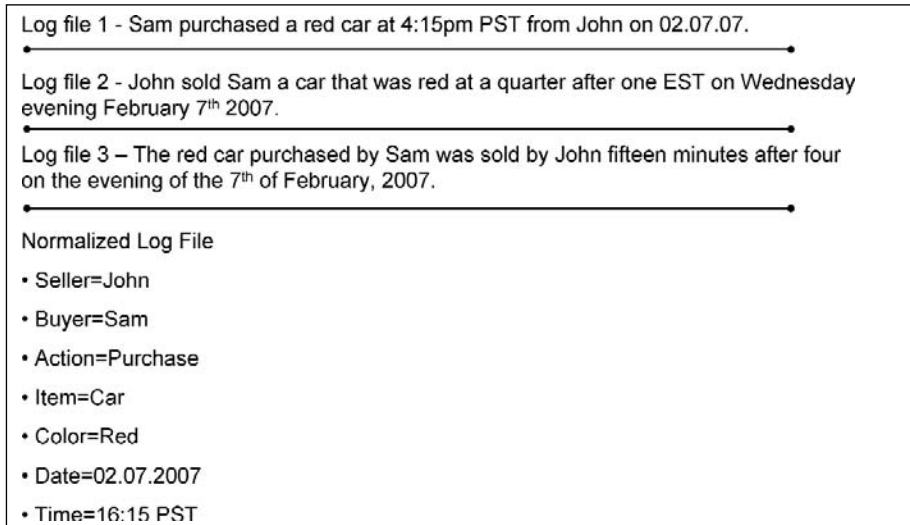 Log file 1 - Sam purchased a red car at 4:15pm PST from John on 02.07.07.
Log file 2 - John sold Sam a car that was red at a quarter after one EST on Wednesday
evening February 7th 2007.
Log file 3 – The red car purchased by Sam was sold by John fifteen minutes after four
on the evening of the 7th of February, 2007.
Normalized Log File
• Seller=John
• Buyer=Sam
• Action=Purchase
• Item=Car
• Color=Red
• Date=02.07.2007
• Time=16:15 PST